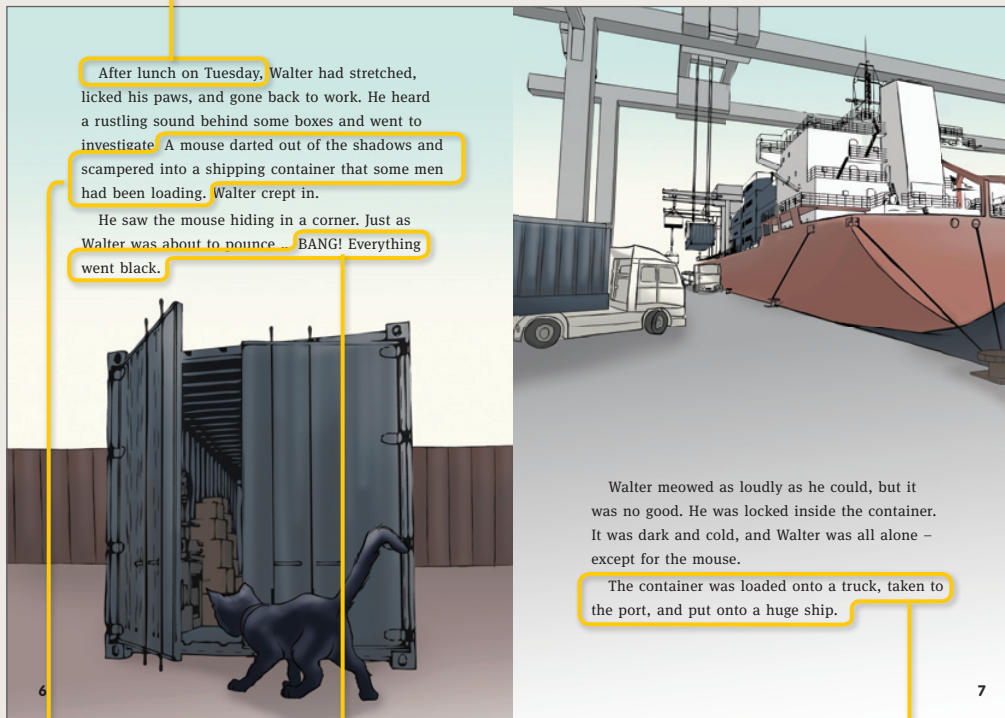 After lunch on Tuesday, Walter had stretched,
licked his paws, and gone back to work. He heard
a rustling sound behind some boxes and went to
investigate. A mouse darted out of the shadows and
scampered into a shipping container that some men
had been loading. Walter crept in.
He saw the mouse hiding in a corner. Just as
Walter was about to pounce … BANG! Everything
went black.
6
Walter meowed as loudly as he could, but it
was no good. He was locked inside the container.
It was dark and cold, and Walter was all alone –
except for the mouse.
The container was loaded onto a truck, taken to
the port, and put onto a huge ship.
7